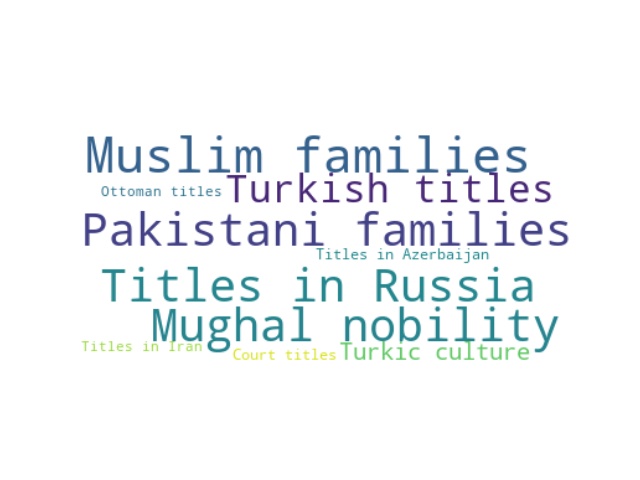 Muslim families
Ottoman titles Turkish titles
Pakistani families
Titles in Azerbaijan
Titles in Russia
Mughal nobility
Titles in Iran Court titles Turkic culture